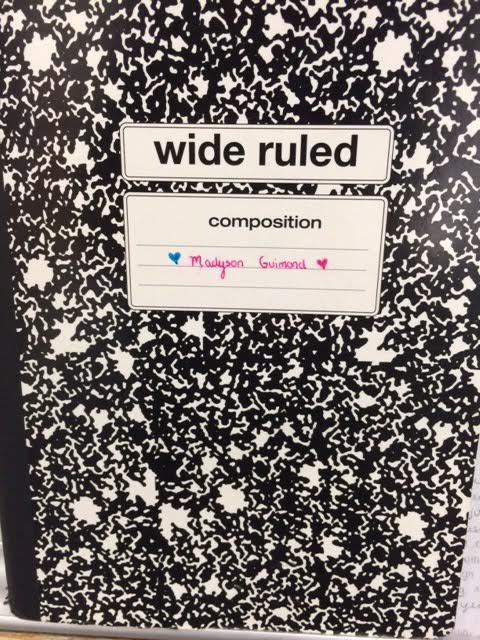 wide ruled
composition
Madyson Guimond